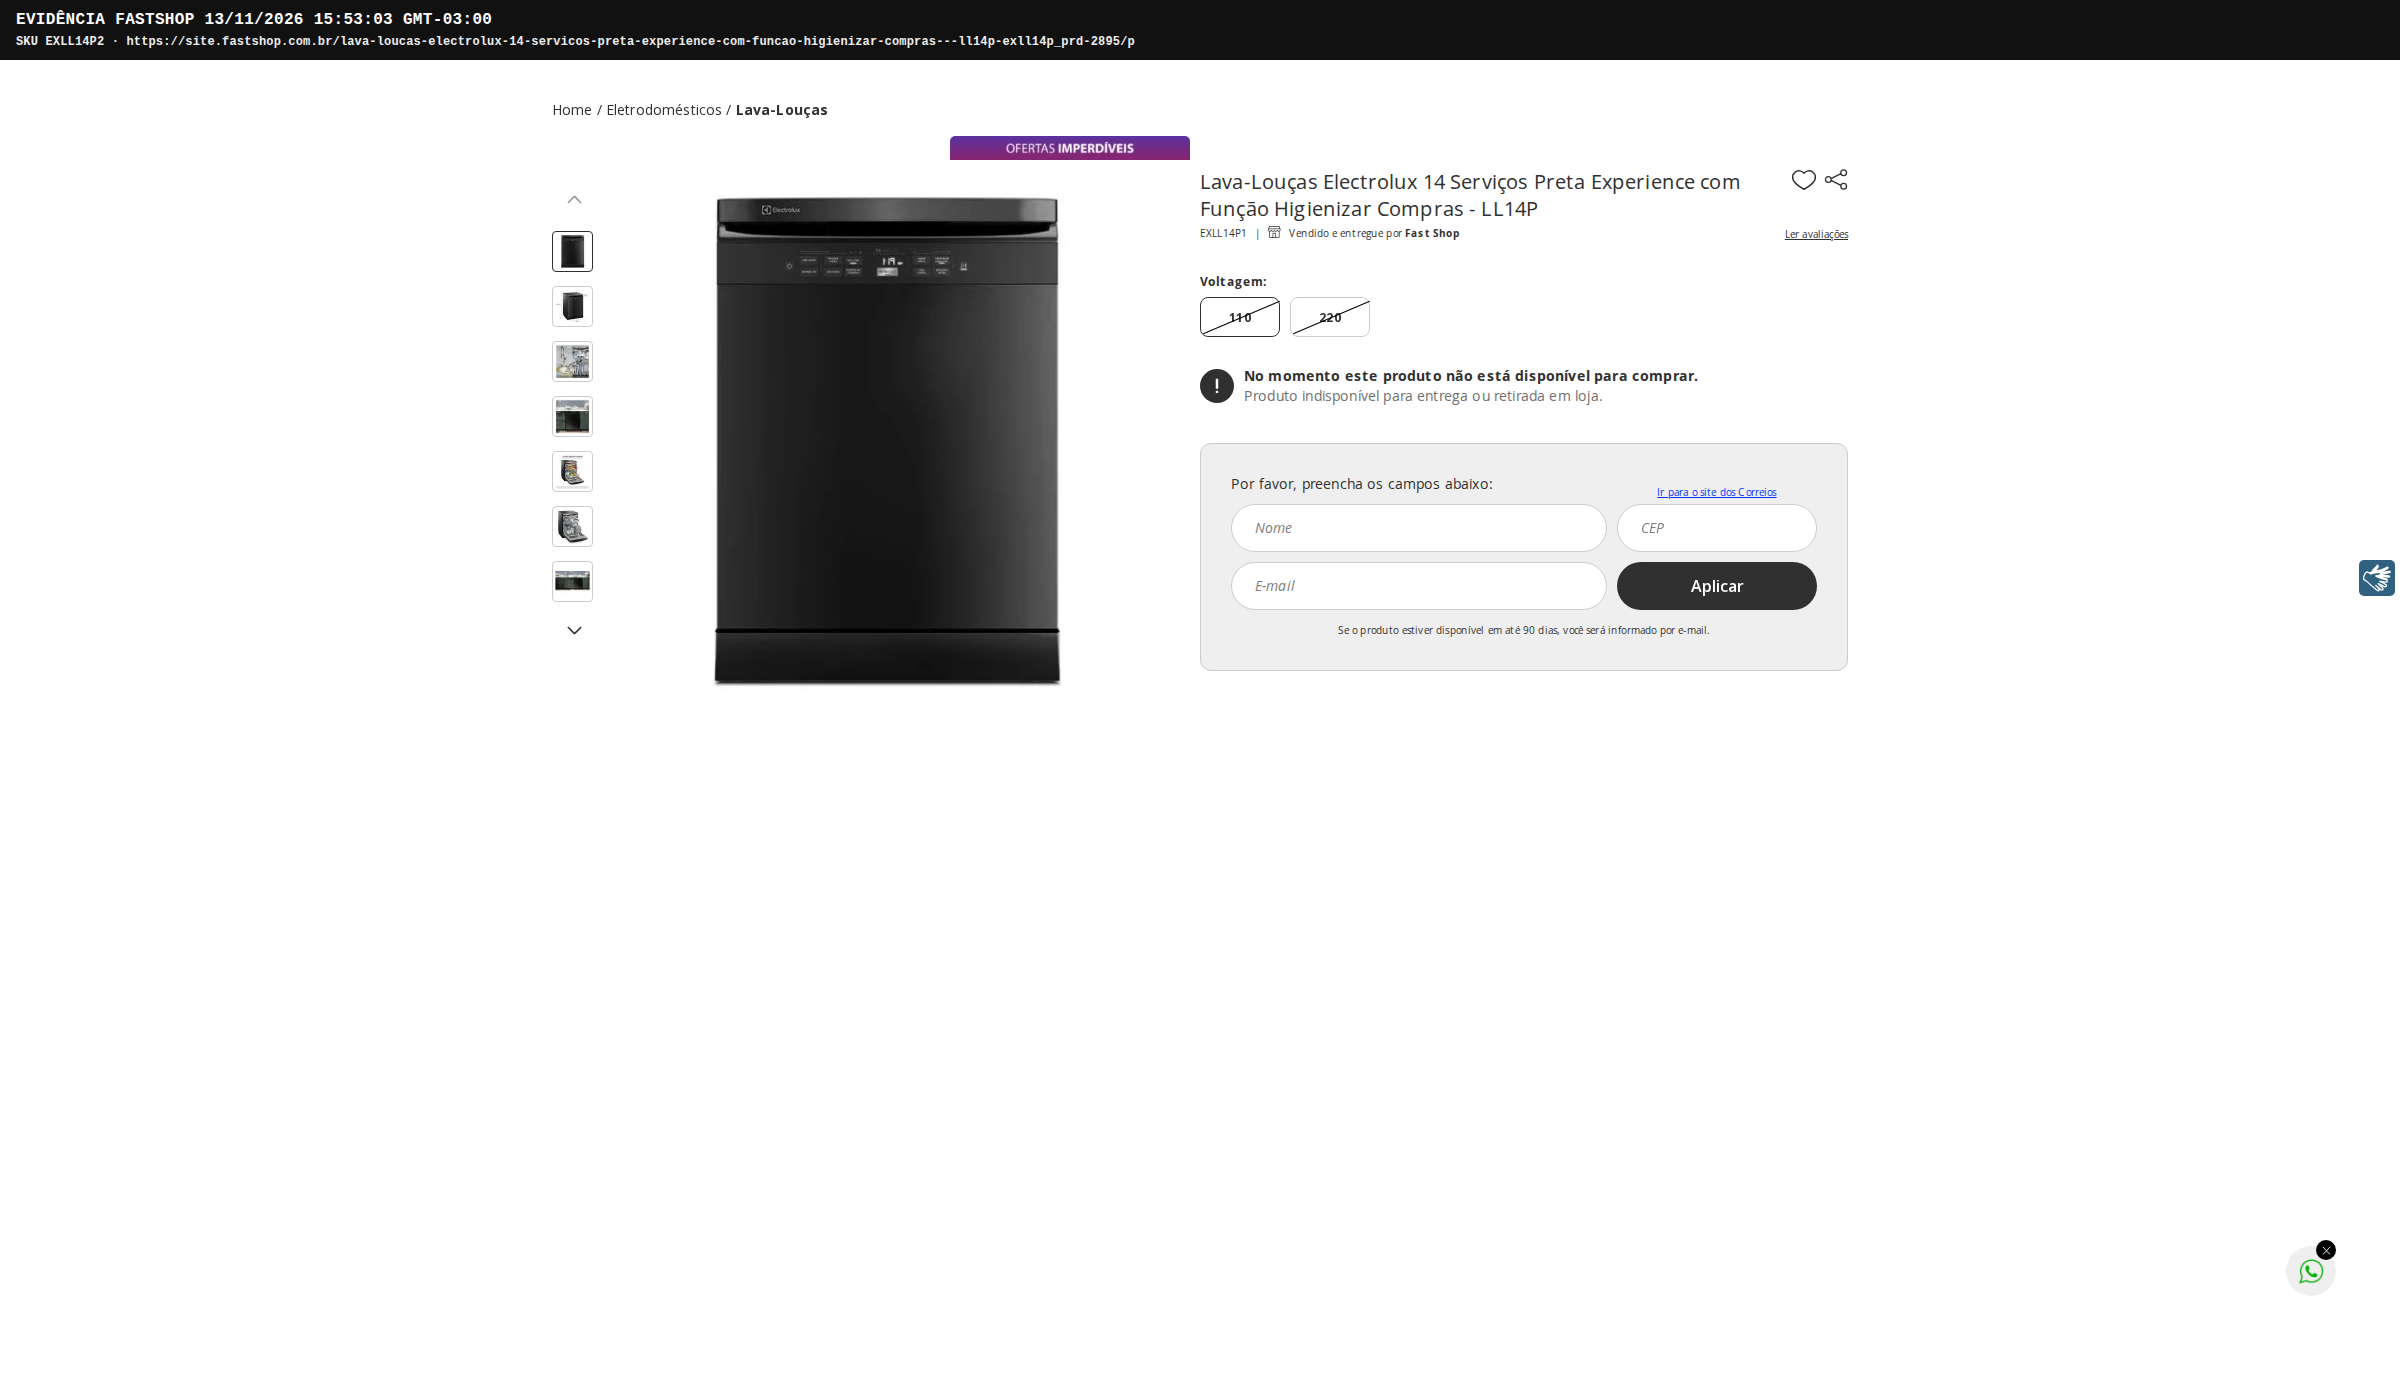 EVIDÊNCIA FASTSHOP 13/11/2026 15:53:03 GMT-03:00
SKU EXLL14P2 · https://site.fastshop.com.br/lava-loucas-electrolux-14-servicos-preta-experience-com-funcao-higienizar-compras---ll14p-exll14p_prd-2895/p
Home / Eletrodomésticos / Lava-Louças
OFERTAS IMPERDÍVEIS
Lava-Louças Electrolux 14 Serviços Preta Experience com
Função Higienizar Compras - LL14P
EXLL14P1 | Vendido e entregue por Fast Shop
Ler avaliações
Electrolux
Voltagem:
110
220
No momento este produto não está disponível para comprar.
Produto indisponível para entrega ou retirada em loja.
Por favor, preencha os campos abaixo:
Ir para o site dos Correios
Nome
CEP
E-mail
Aplicar
Se o produto estiver disponível em até 90 dias, você será informado por e-mail.